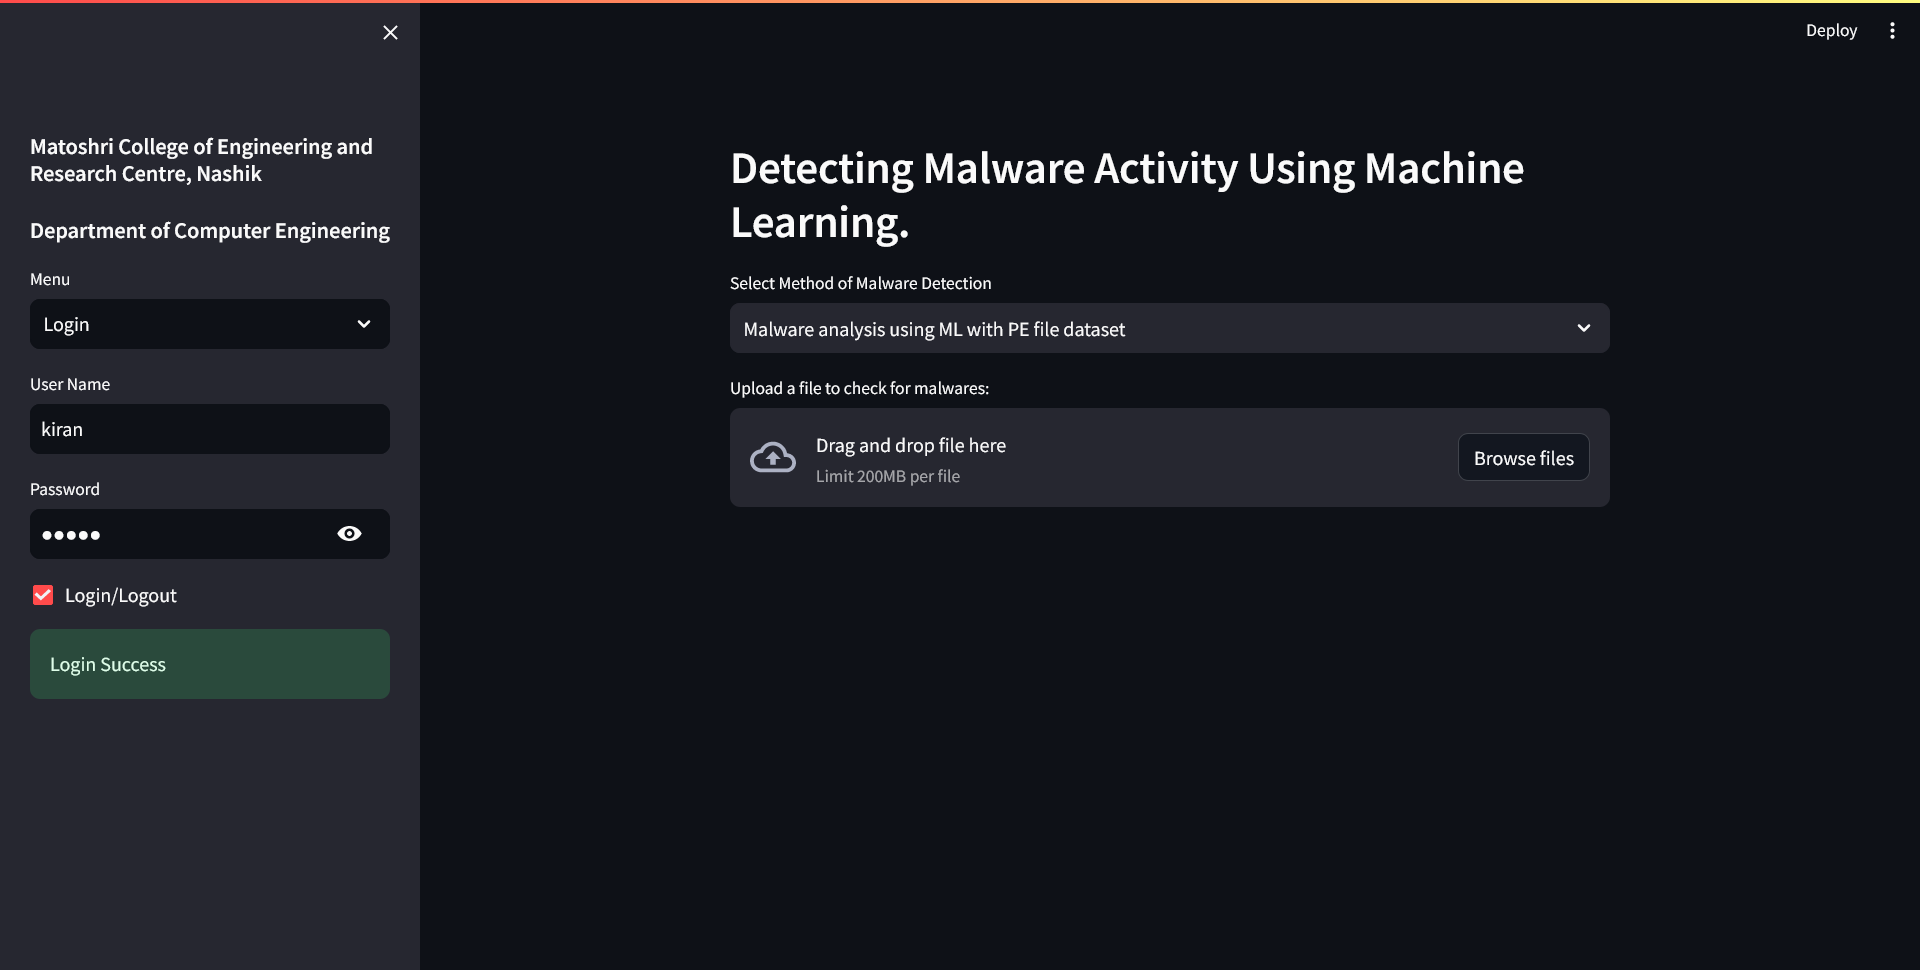 Matoshri College of Engineering and
Research Centre, Nashik
Department of Computer Engineering
Menu
Login
User Name
kiran
Password
●●●●●
Login/Logout
Login Success
Deploy
Detecting Malware Activity Using Machine
Learning.
Select Method of Malware Detection
Malware analysis using ML with PE file dataset
Upload a file to check for malwares:
Drag and drop file here
Limit 200MB per file
Browse files